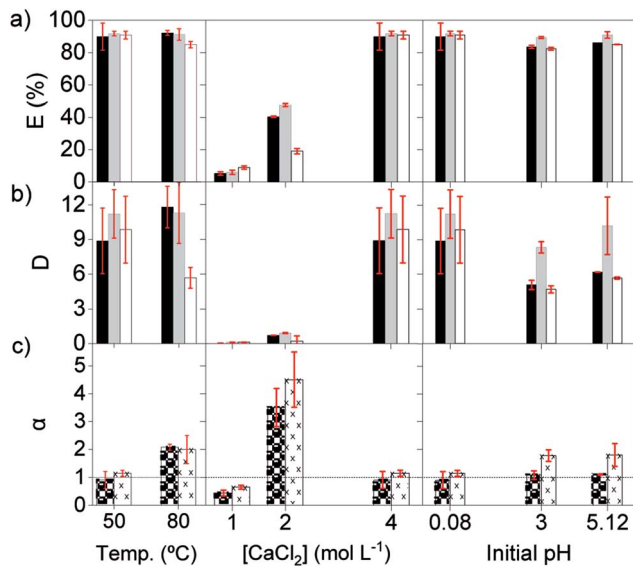 a)
E (%)
100
80
60
40
20
0
b)
D
12
9
6
3
0
c)
α
5
4
3
2
1
0
50 80 1 2 4 0.08 3 5.12
Temp. (ºC) [CaCl₂] (mol L⁻¹) Initial pH